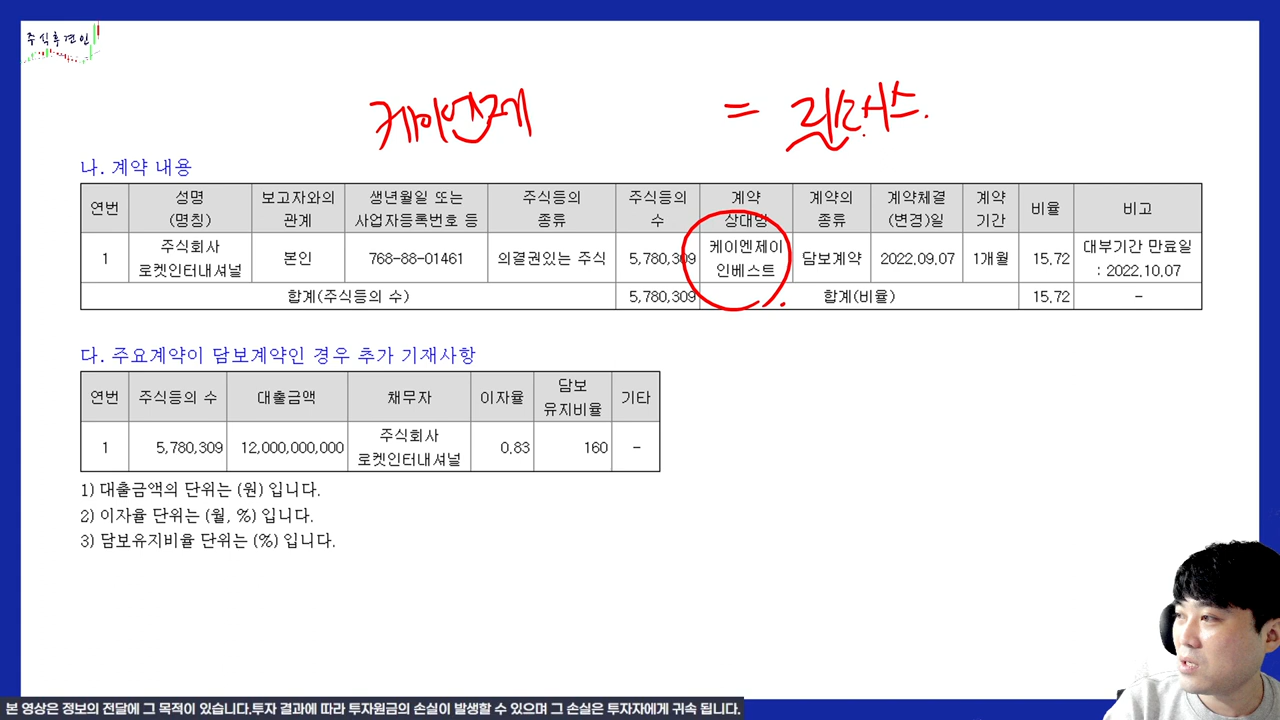 주식후견인
케이엔제 =
나. 계약 내용
연번 성명 (명칭) 보고자와의 관계 생년월일 또는 사업자등록번호 등 주식등의 종류 주식등의 수 계약 상대방 계약의 종류 계약체결 (변경)일 계약 기간 비율 비고
1 주식회사 로켓인터내셔널 본인 768-88-01461 의결권있는 주식 5,780,309 케이엔제이 인베스트 담보계약 2022.09.07 1개월 15.72 대부기간 만료일 : 2022.10.07
합계(주식등의 수) 5,780,309 합계(비율) 15.72 -
다. 주요계약이 담보계약인 경우 추가 기재사항
연번 주식등의 수 대출금액 채무자 이자율 담보 유지비율 기타
1 5,780,309 12,000,000,000 주식회사 로켓인터내셔널 0.83 160 -
1) 대출금액의 단위는 (원) 입니다.
2) 이자율 단위는 (월, %) 입니다.
3) 담보유지비율 단위는 (%) 입니다.
본 영상은 정보의 전달에 그 목적이 있습니다.투자 결과에 따라 투자원금의 손실이 발생할 수 있으며 그 손실은 투자자에게 귀속 됩니다.